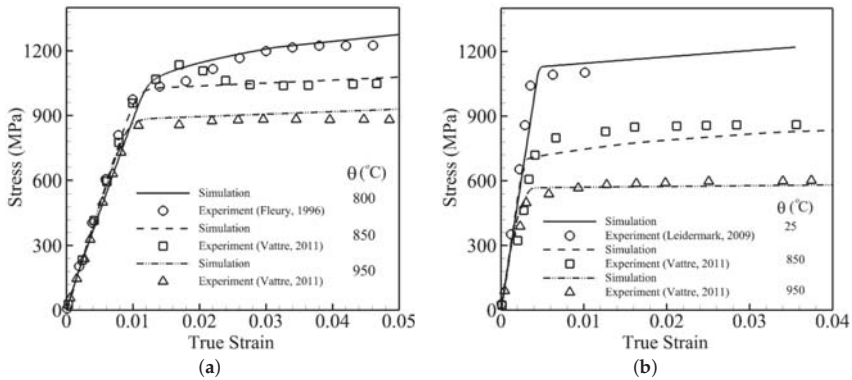 (a)
1200
900
600
300
0
Stress (MPa)
0
0.01
0.02
0.03
0.04
0.05
True Strain
θ (°C)
Simulation
800
Experiment (Fleury, 1996)
Simulation
850
Experiment (Vattre, 2011)
Simulation
950
Experiment (Vattre, 2011)
(a)
(b)
1200
900
600
300
0
Stress (MPa)
0
0.01
0.02
0.03
0.04
True Strain
θ (°C)
Simulation
25
Experiment (Leidermark, 2009)
Simulation
850
Experiment (Vattre, 2011)
Simulation
950
Experiment (Vattre, 2011)
(b)